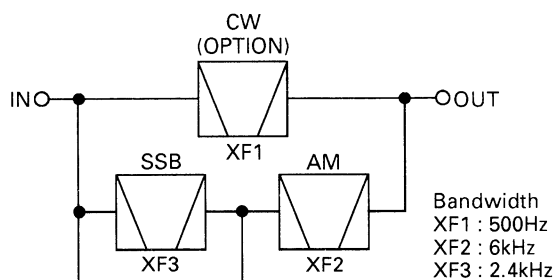 CW
(OPTION)
IN
OUT
XF1
SSB
AM
XF3
XF2
Bandwidth
XF1 : 500Hz
XF2 : 6kHz
XF3 : 2.4kHz